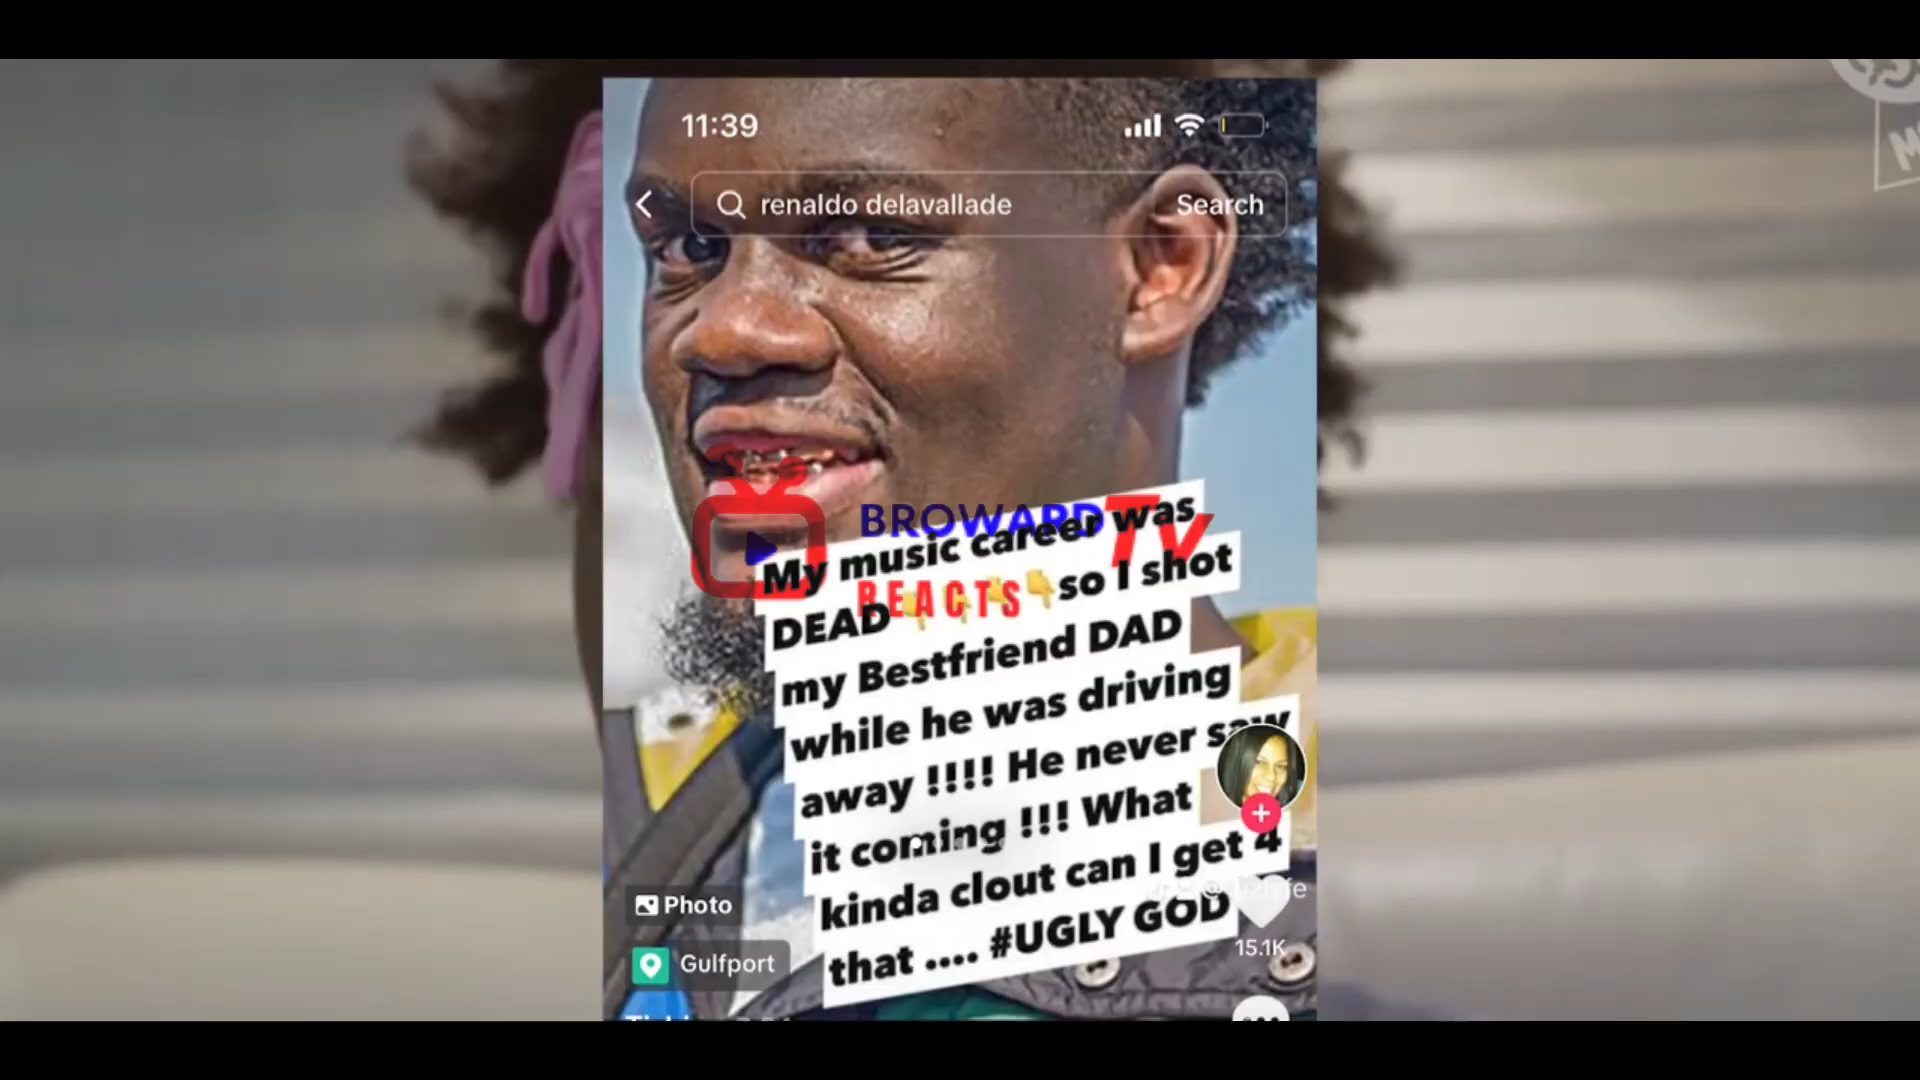 11:39
renaldo delavallade
Search
BROWARD TV
REACTS
My music career was
DEAD 👇👇👇👇 so I shot
my Bestfriend DAD
while he was driving
away !!!! He never saw
it coming !!! What
kinda clout can I get 4
that .... #UGLY GOD
Photo
Gulfport
15.1K